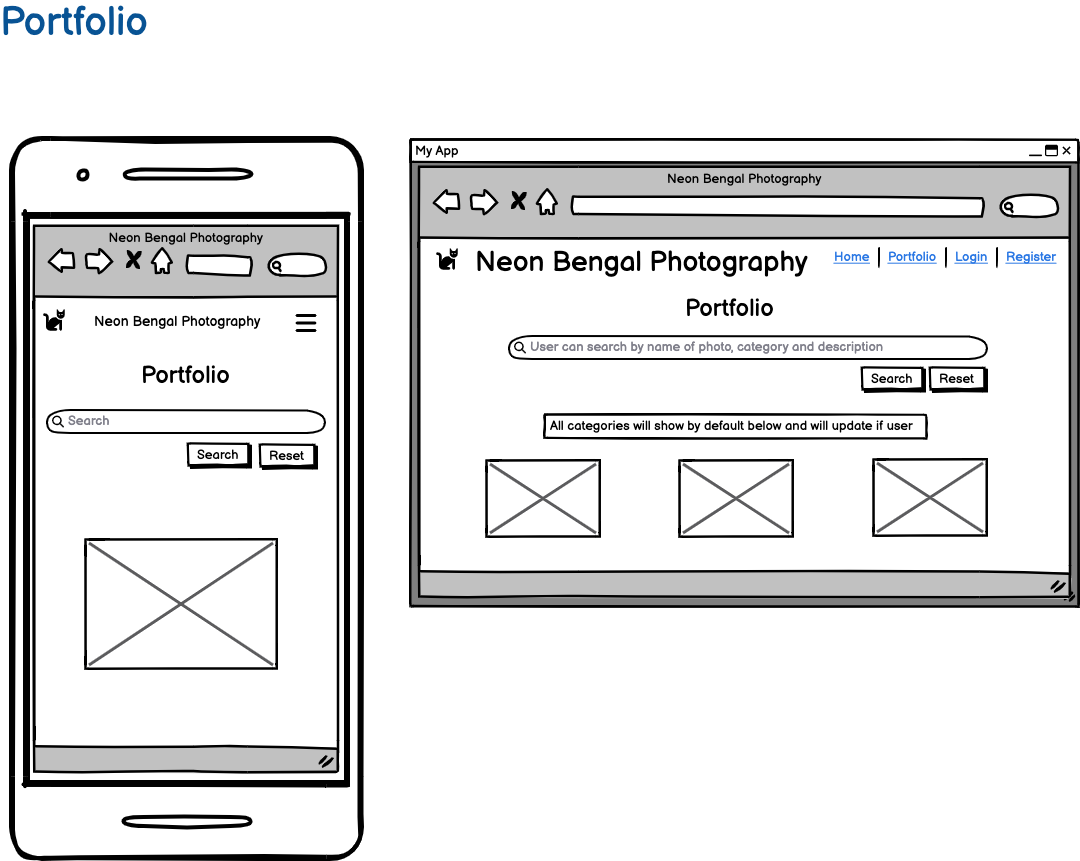 Portfolio
Neon Bengal Photography
Neon Bengal Photography
Portfolio
Search
Search
Reset
My App
Neon Bengal Photography
Neon Bengal Photography
Home
Portfolio
Login
Register
Portfolio
User can search by name of photo, category and description
Search
Reset
All categories will show by default below and will update if user